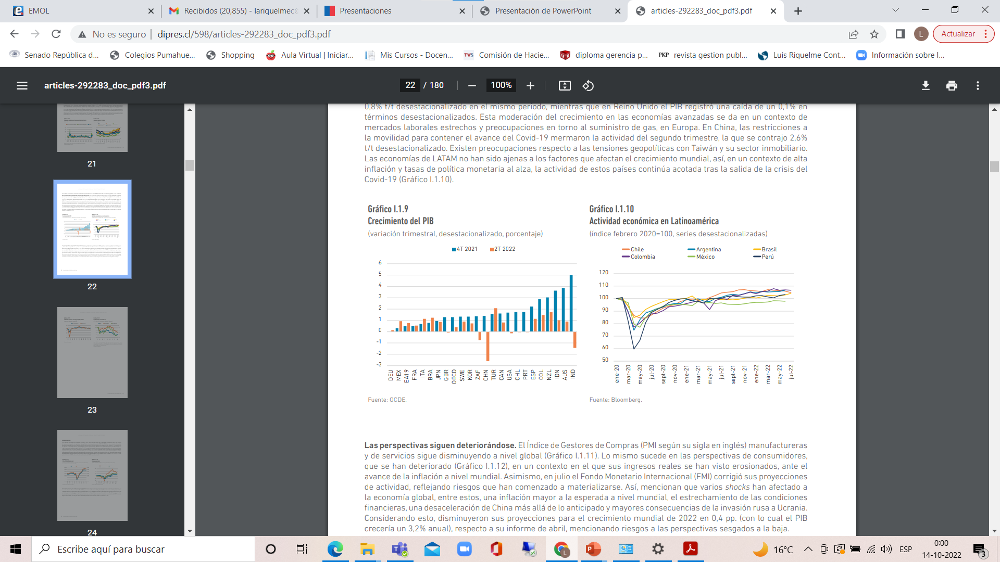 EMOL
Recibidos (20,855) - lariquelmec
Presentaciones
Presentación de PowerPoint
articles-292283_doc_pdf3.pdf
No es seguro
dipres.cl/598/articles-292283_doc_pdf3.pdf
L
Actualizar
Senado República d...
Colegios Pumahue...
Shopping
Aula Virtual | Iniciar...
Mis Cursos - Docen...
TVS
Comisión de Hacie...
diploma gerencia p...
PKP
revista gestion publ...
Luis Riquelme Cont...
Información sobre l...
articles-292283_doc_pdf3.pdf
22 / 180
100%
21
22
23
24
0,8% t/t desestacionalizado en el mismo periodo, mientras que en Reino Unido el PIB registró una caída de un 0,1% en
términos desestacionalizados. Esta moderación del crecimiento en las economías avanzadas se da en un contexto de
mercados laborales estrechos y preocupaciones en torno al suministro de gas, en Europa. En China, las restricciones a
la movilidad para contener el avance del Covid-19 mermaron la actividad del segundo trimestre, la que se contrajo 2,6%
t/t desestacionalizado. Existen preocupaciones respecto a las tensiones geopolíticas con Taiwán y su sector inmobiliario.
Las economías de LATAM no han sido ajenas a los factores que afectan el crecimiento mundial, así, en un contexto de alta
inflación y tasas de política monetaria al alza, la actividad de estos países continúa acotada tras la salida de la crisis del
Covid-19 (Gráfico I.1.10).
Gráfico I.1.9
Crecimiento del PIB
(variación trimestral, desestacionalizado, porcentaje)
4T 2021
2T 2022
6
5
4
3
2
1
0
-1
-2
-3
DEU
MEX
EA19
FRA
ITA
BRA
JPN
GBR
OECD
SWE
KOR
ZAF
CHN
TUR
CAN
USA
CHL
PRT
ESP
COL
NZL
IDN
AUS
IND
Fuente: OCDE.
Gráfico I.1.10
Actividad económica en Latinoamérica
(índice febrero 2020=100, series desestacionalizadas)
Chile
Argentina
Brasil
Colombia
México
Perú
120
110
100
90
80
70
60
50
ene-20
mar-20
may-20
jul-20
sept-20
nov-20
ene-21
mar-21
may-21
jul-21
sept-21
nov-21
ene-22
mar-22
may-22
jul-22
Fuente: Bloomberg.
Las perspectivas siguen deteriorándose. El Índice de Gestores de Compras (PMI según su sigla en inglés) manufactureras
y de servicios sigue disminuyendo a nivel global (Gráfico I.1.11). Lo mismo sucede en las perspectivas de consumidores,
que se han deteriorado (Gráfico I.1.12), en un contexto en el que sus ingresos reales se han visto erosionados, ante el
avance de la inflación a nivel mundial. Asimismo, en julio el Fondo Monetario Internacional (FMI) corrigió sus proyecciones
de actividad, reflejando riesgos que han comenzado a materializarse. Así, mencionan que varios shocks han afectado a
la economía global, entre estos, una inflación mayor a la esperada a nivel mundial, el estrechamiento de las condiciones
financieras, una desaceleración de China más allá de lo anticipado y mayores consecuencias de la invasión rusa a Ucrania.
Considerando esto, disminuyeron sus proyecciones para el crecimiento mundial de 2022 en 0,4 pp. (con lo cual el PIB
crecería un 3,2% anual), respecto a su informe de abril, mencionando riesgos a las perspectivas sesgados a la baja.
Escribe aquí para buscar
16°C
ESP
0:00
14-10-2022
3